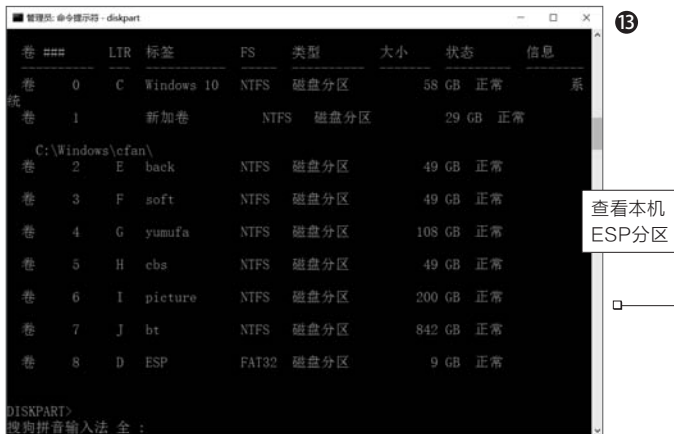 管理员: 命令提示符 - diskpart
⓭
卷 ### LTR 标签 FS 类型 大小 状态 信息
---------- --- ----------- ----- ---------- ------- --------- --------
卷 0 C Windows 10 NTFS 磁盘分区 58 GB 正常 系
统
卷 1 新加卷 NTFS 磁盘分区 29 GB 正常
C:\Windows\cfan\
卷 2 E back NTFS 磁盘分区 49 GB 正常
卷 3 F soft NTFS 磁盘分区 49 GB 正常
卷 4 G yumufa NTFS 磁盘分区 108 GB 正常
卷 5 H cbs NTFS 磁盘分区 49 GB 正常
卷 6 I picture NTFS 磁盘分区 200 GB 正常
卷 7 J bt NTFS 磁盘分区 842 GB 正常
卷 8 D ESP FAT32 磁盘分区 9 GB 正常
DISKPART>
搜狗拼音输入法 全 :
查看本机
ESP分区